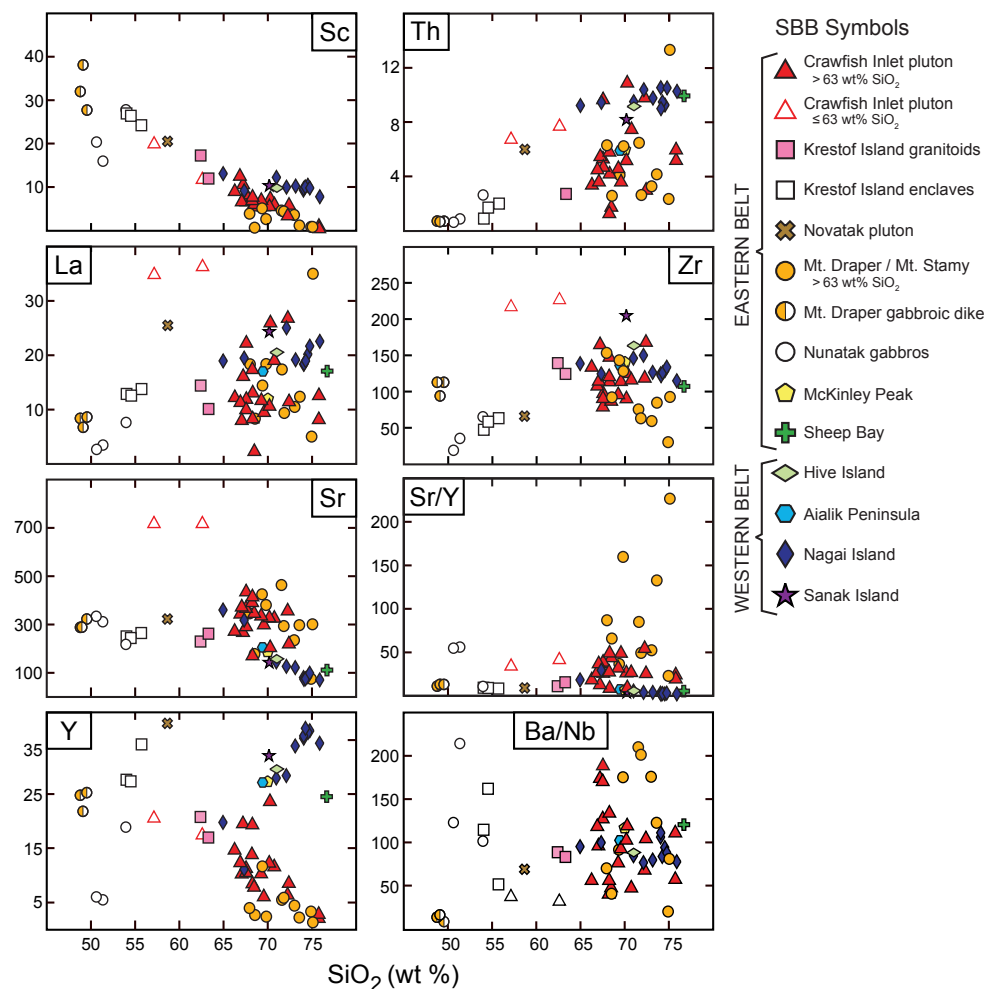 SBB Symbols
Crawfish Inlet pluton
> 63 wt% SiO2
Crawfish Inlet pluton
≤ 63 wt% SiO2
Krestof Island granitoids
Krestof Island enclaves
Novatak pluton
Mt. Draper / Mt. Stamy
> 63 wt% SiO2
Mt. Draper gabbroic dike
Nunatak gabbros
McKinley Peak
Sheep Bay
Hive Island
Aialik Peninsula
Nagai Island
Sanak Island
EASTERN BELT
WESTERN BELT
Sc
40
30
20
10
Th
12
8
4
La
30
20
10
Zr
250
200
150
100
50
Sr
700
500
300
100
Sr/Y
200
150
100
50
Y
35
25
15
5
50 55 60 65 70 75
Ba/Nb
200
150
100
50
50 55 60 65 70 75
SiO2 (wt %)